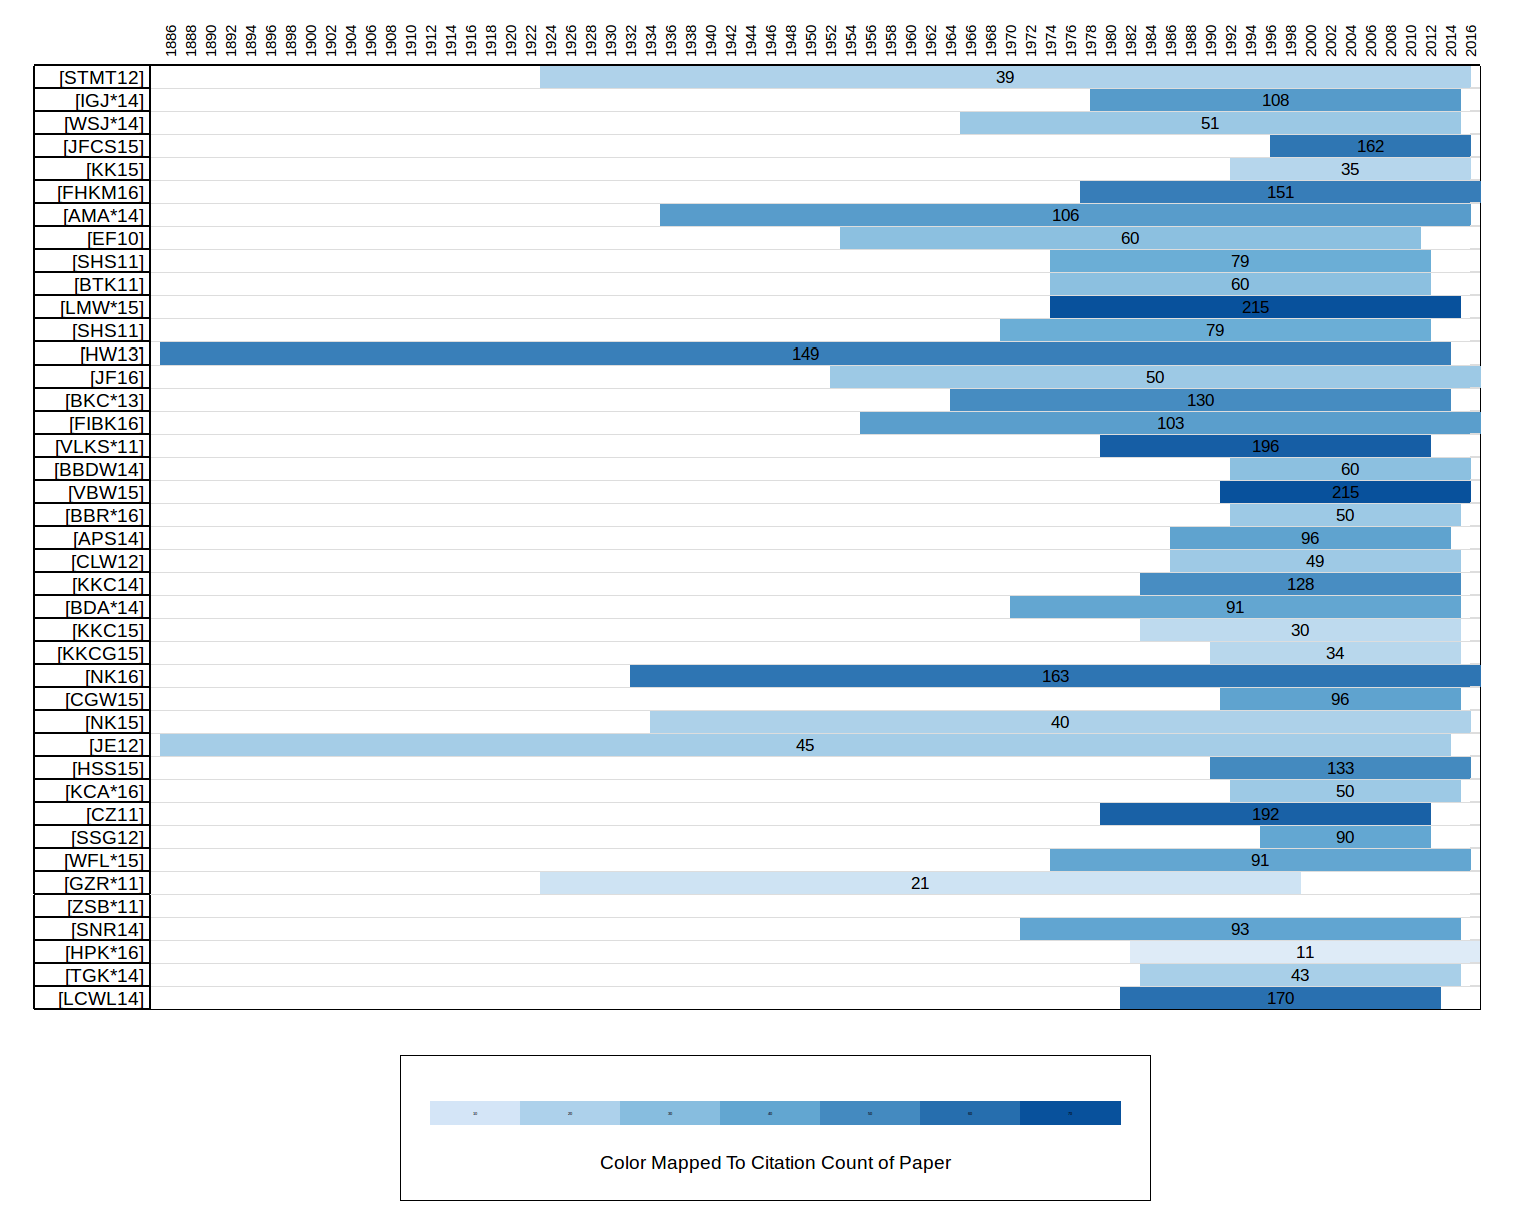 1886 1888 1890 1892 1894 1896 1898 1900 1902 1904 1906 1908 1910 1912 1914 1916 1918 1920 1922 1924 1926 1928 1930 1932 1934 1936 1938 1940 1942 1944 1946 1948 1950 1952 1954 1956 1958 1960 1962 1964 1966 1968 1970 1972 1974 1976 1978 1980 1982 1984 1986 1988 1990 1992 1994 1996 1998 2000 2002 2004 2006 2008 2010 2012 2014 2016
[STMT12] 39
[IGJ*14] 108
[WSJ*14] 51
[JFCS15] 162
[KK15] 35
[FHKM16] 151
[AMA*14] 106
[EF10] 60
[SHS11] 79
[BTK11] 60
[LMW*15] 215
[SHS11] 79
[HW13] 149
[JF16] 50
[BKC*13] 130
[FIBK16] 103
[VLKS*11] 196
[BBDW14] 60
[VBW15] 215
[BBR*16] 50
[APS14] 96
[CLW12] 49
[KKC14] 128
[BDA*14] 91
[KKC15] 30
[KKCG15] 34
[NK16] 163
[CGW15] 96
[NK15] 40
[JE12] 45
[HSS15] 133
[KCA*16] 50
[CZ11] 192
[SSG12] 90
[WFL*15] 91
[GZR*11] 21
[ZSB*11]
[SNR14] 93
[HPK*16] 11
[TGK*14] 43
[LCWL14] 170
Color Mapped To Citation Count of Paper